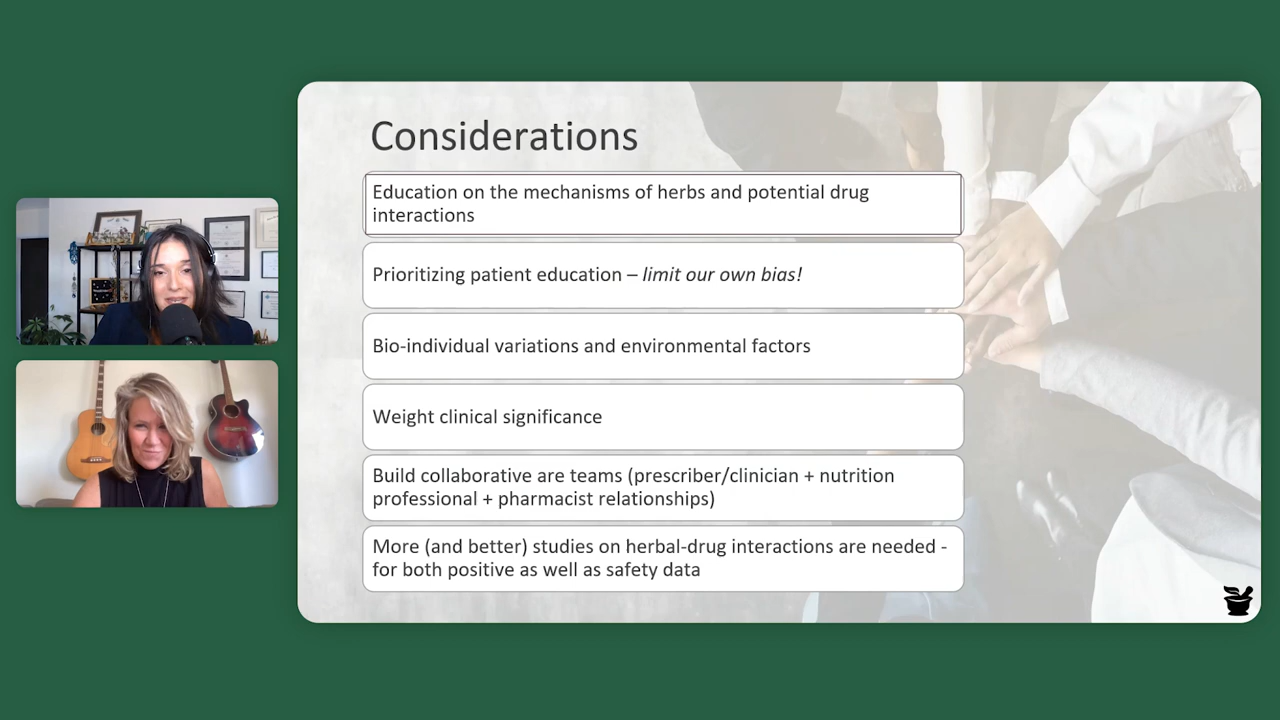 Considerations
Education on the mechanisms of herbs and potential drug
interactions
Prioritizing patient education – limit our own bias!
Bio-individual variations and environmental factors
Weight clinical significance
Build collaborative are teams (prescriber/clinician + nutrition
professional + pharmacist relationships)
More (and better) studies on herbal-drug interactions are needed -
for both positive as well as safety data